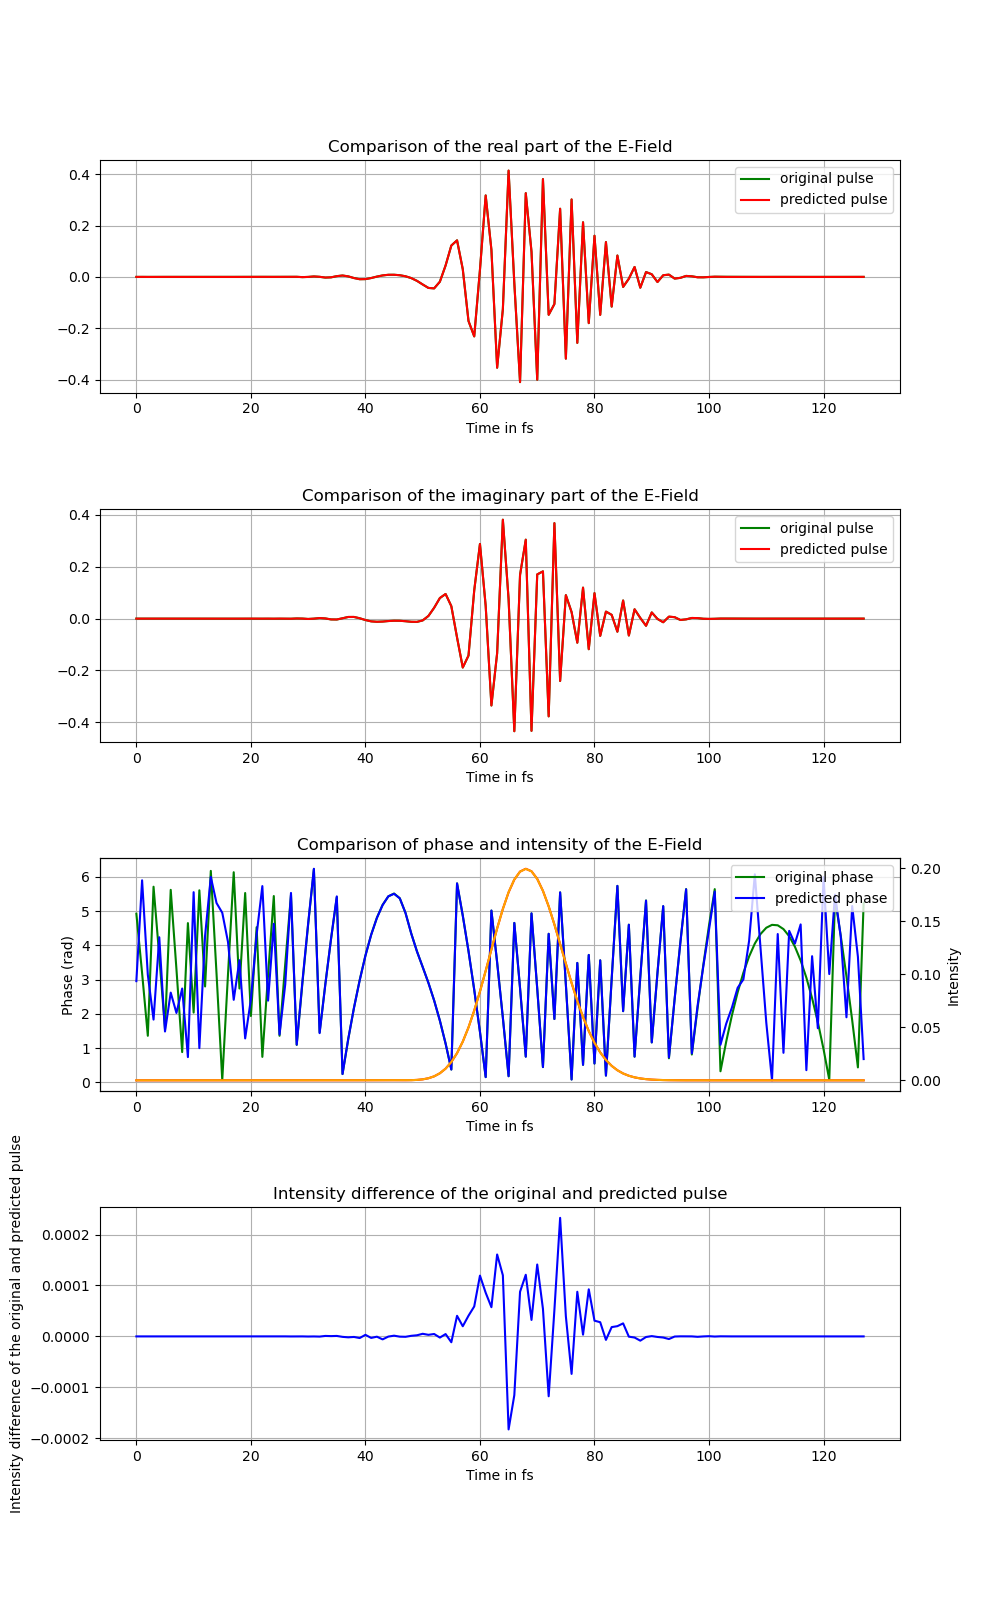 Comparison of the real part of the E-Field
0.4
0.2
0.0
−0.2
−0.4
original pulse
predicted pulse
0 20 40 60 80 100 120
Time in fs
Comparison of the imaginary part of the E-Field
0.4
0.2
0.0
−0.2
−0.4
original pulse
predicted pulse
0 20 40 60 80 100 120
Time in fs
Comparison of phase and intensity of the E-Field
Phase (rad)
6
5
4
3
2
1
0
original phase
predicted phase
0.20
0.15
0.10
0.05
0.00
Intensity
0 20 40 60 80 100 120
Time in fs
Intensity difference of the original and predicted pulse
Intensity difference of the original and predicted pulse
0.0002
0.0001
0.0000
−0.0001
−0.0002
0 20 40 60 80 100 120
Time in fs